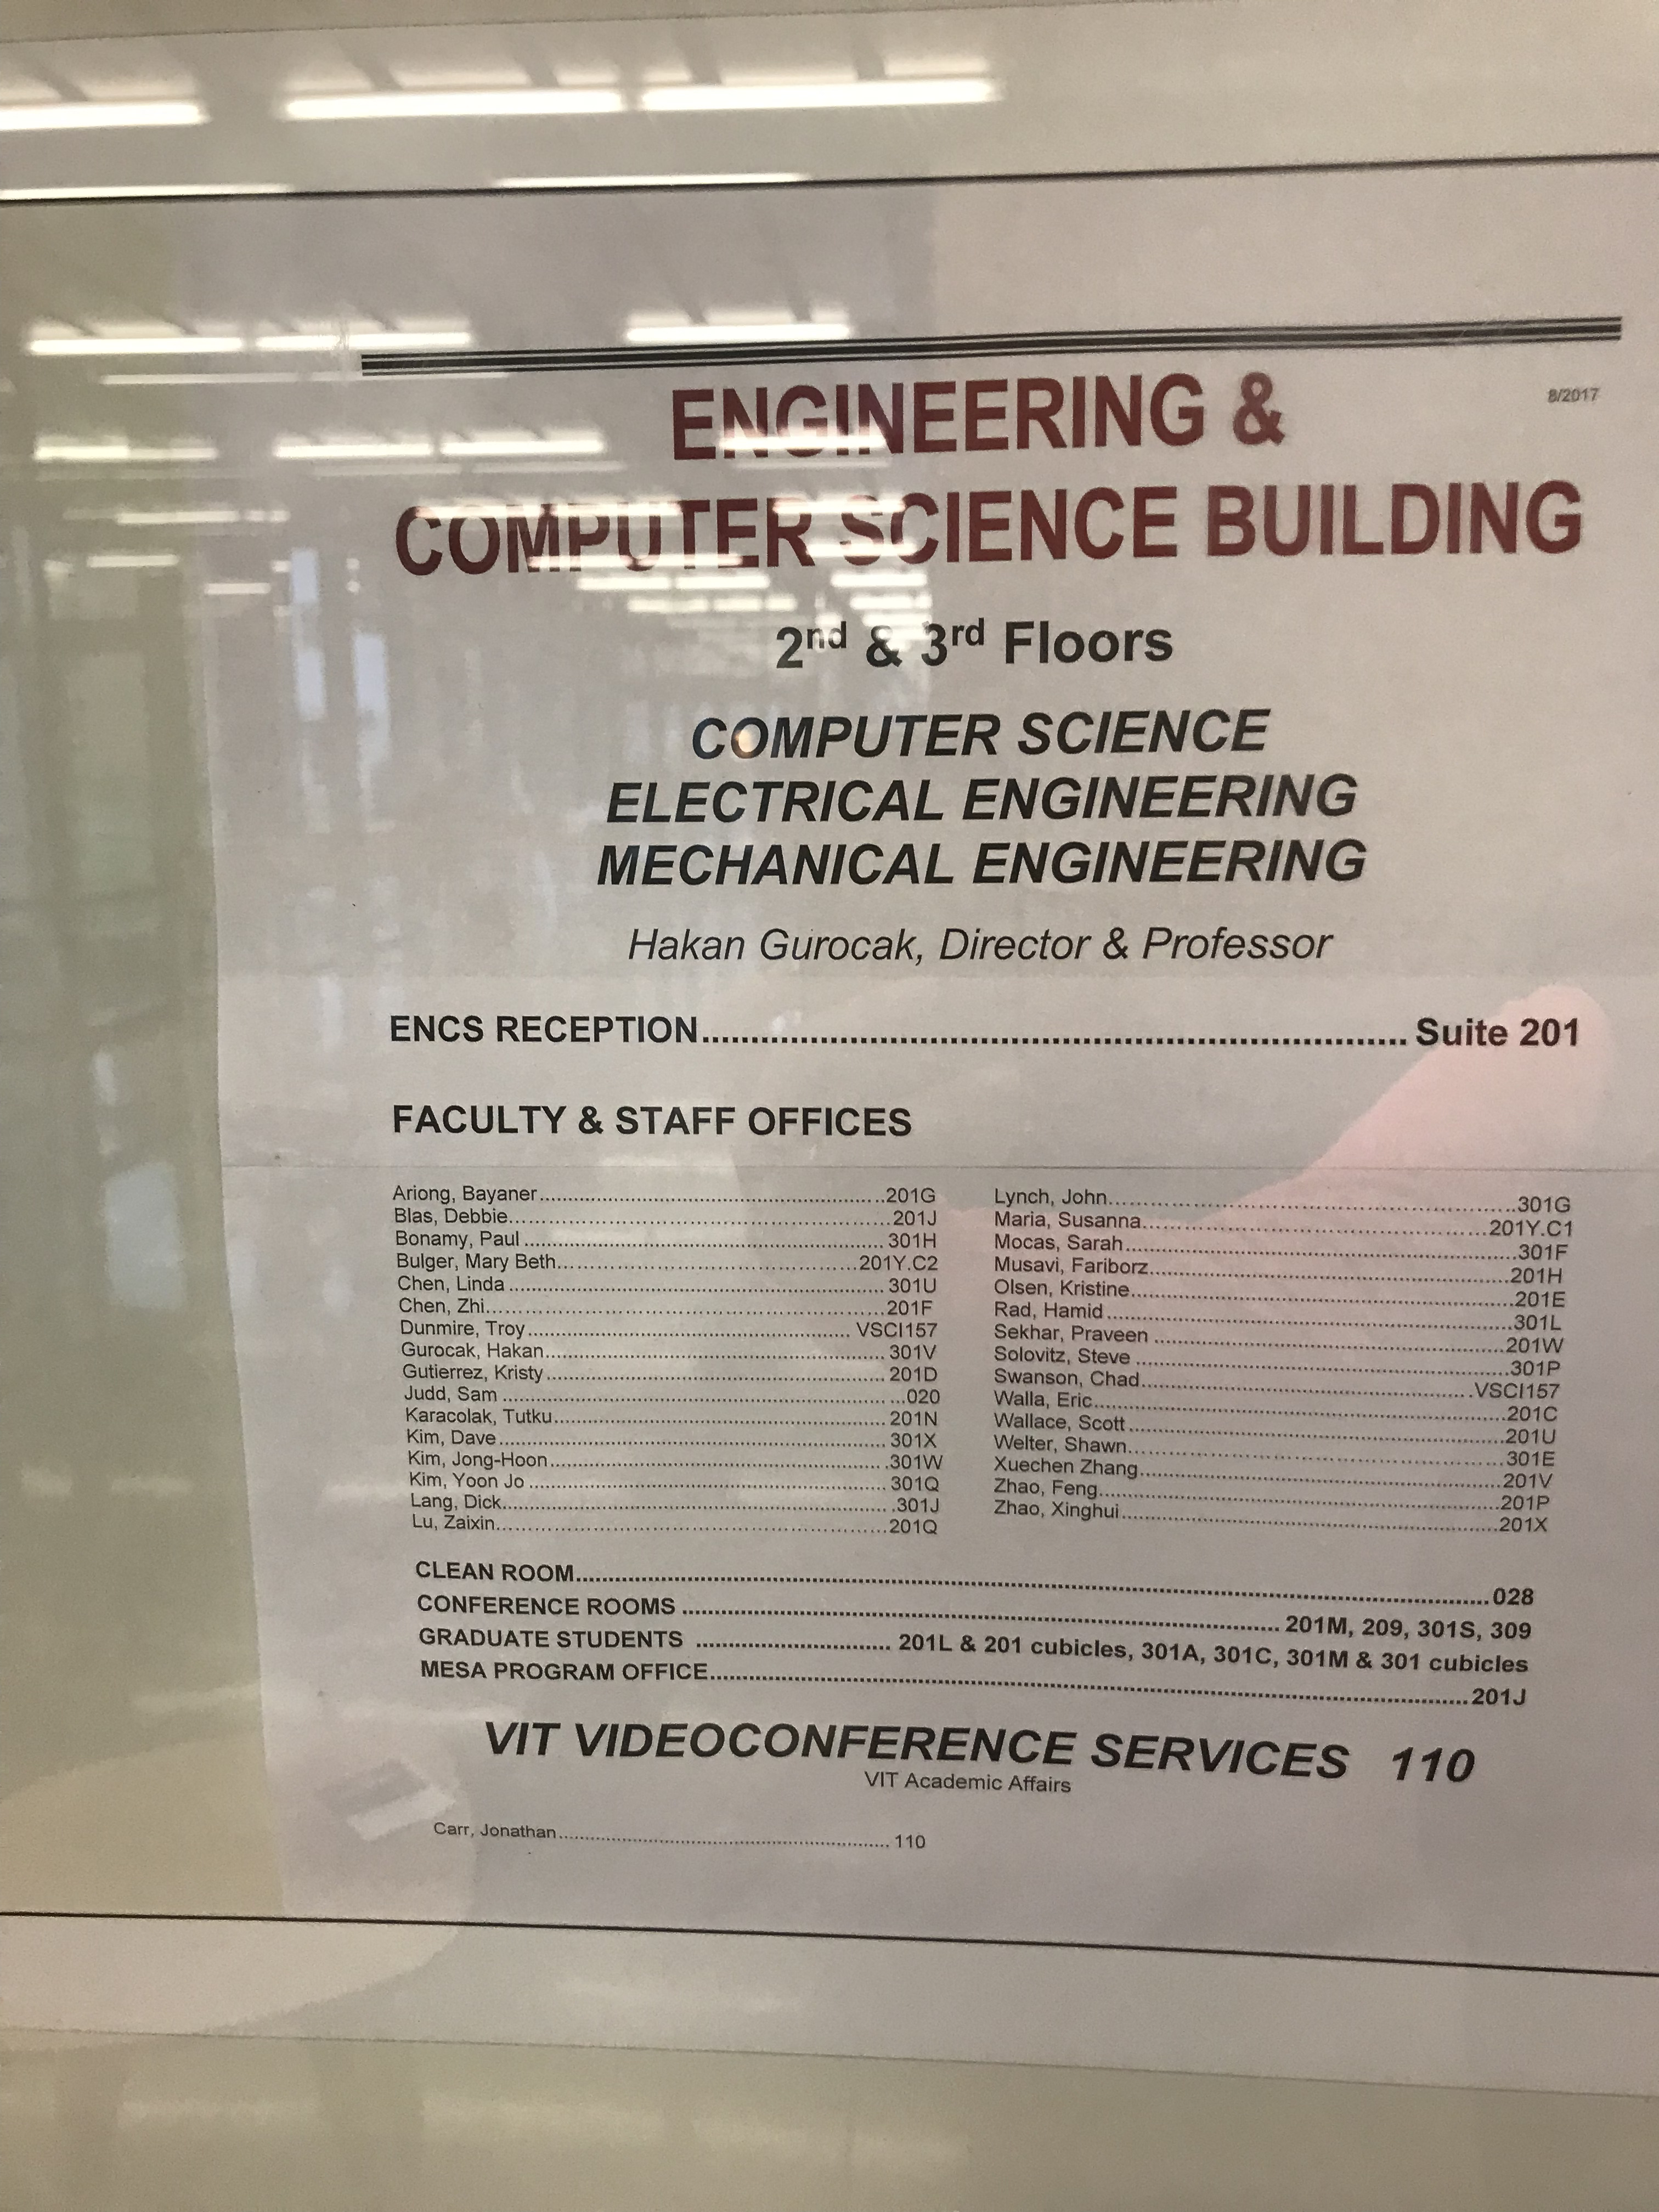 8/2017
ENGINEERING &
COMPUTER SCIENCE BUILDING
2nd & 3rd Floors
COMPUTER SCIENCE
ELECTRICAL ENGINEERING
MECHANICAL ENGINEERING
Hakan Gurocak, Director & Professor
ENCS RECEPTION........................................................................ Suite 201
FACULTY & STAFF OFFICES
Ariong, Bayaner............................................................201G
Blas, Debbie............................................................201J
Bonamy, Paul ............................................................ 301H
Bulger, Mary Beth............................................................201Y.C2
Chen, Linda ............................................................ 301U
Chen, Zhi............................................................201F
Dunmire, Troy............................................................ VSCI157
Gurocak, Hakan............................................................ 301V
Gutierrez, Kristy............................................................ 201D
Judd, Sam ............................................................020
Karacolak, Tutku............................................................ 201N
Kim, Dave............................................................ 301X
Kim, Jong-Hoon............................................................301W
Kim, Yoon Jo ............................................................ 301Q
Lang, Dick............................................................301J
Lu, Zaixin............................................................201Q
Lynch, John............................................................301G
Maria, Susanna............................................................201Y.C1
Mocas, Sarah............................................................301F
Musavi, Fariborz............................................................201H
Olsen, Kristine............................................................201E
Rad, Hamid............................................................301L
Sekhar, Praveen ............................................................201W
Solovitz, Steve ............................................................301P
Swanson, Chad............................................................VSCI157
Walla, Eric............................................................201C
Wallace, Scott............................................................201U
Welter, Shawn............................................................301E
Xuechen Zhang............................................................201V
Zhao, Feng............................................................201P
Zhao, Xinghui............................................................201X
CLEAN ROOM........................................................................028
CONFERENCE ROOMS ............................................................ 201M, 209, 301S, 309
GRADUATE STUDENTS .............................. 201L & 201 cubicles, 301A, 301C, 301M & 301 cubicles
MESA PROGRAM OFFICE........................................................................201J
VIT VIDEOCONFERENCE SERVICES 110
VIT Academic Affairs
Carr, Jonathan............................................................ 110